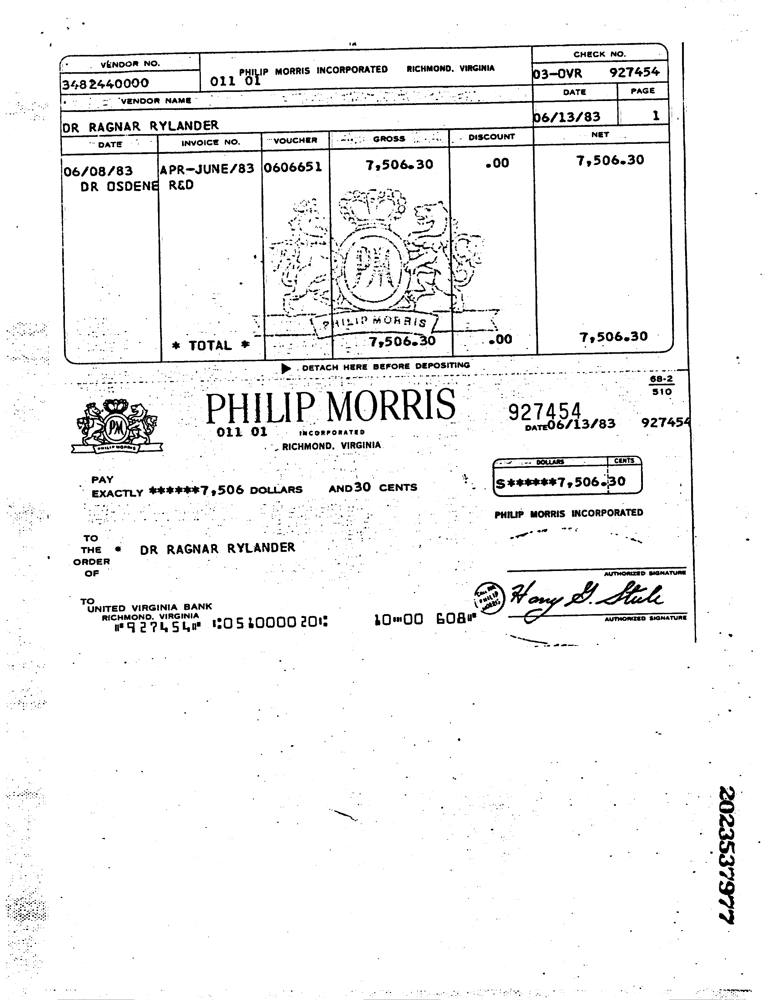 VENDOR NO. CHECK NO.
3482440000 011 01 PHILIP MORRIS INCORPORATED RICHMOND, VIRGINIA 03-OVR 927454
VENDOR NAME DATE PAGE
DR RAGNAR RYLANDER 06/13/83 1
DATE INVOICE NO. VOUCHER GROSS DISCOUNT NET
06/08/83 APR-JUNE/83 0606651 7,506.30 .00 7,506.30
DR OSDENE R&D
PM
PHILIP MORRIS
* TOTAL * 7,506.30 .00 7,506.30
DETACH HERE BEFORE DEPOSITING
68-2
510
PM
PHILIP MORRIS
PHILIP MORRIS
011 01 INCORPORATED
RICHMOND, VIRGINIA
927454
DATE 06/13/83 927454
DOLLARS CENTS
PAY
EXACTLY ******7,506 DOLLARS AND 30 CENTS $******7,506.30
PHILIP MORRIS INCORPORATED
TO
THE * DR RAGNAR RYLANDER
ORDER
OF
AUTHORIZED SIGNATURE
PHILIP
MORRIS
TO
UNITED VIRGINIA BANK
RICHMOND, VIRGINIA
AUTHORIZED SIGNATURE
⑈927454⑈ ⑆051000020⑆ 10⑉00 608⑈
2023537977